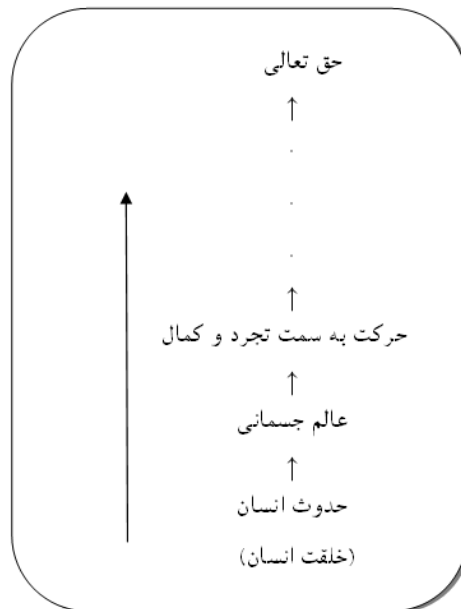 حق تعالی
↑
.
.
.
↑
حرکت به سمت تجرد و کمال
↑
عالم جسمانی
↑
حدوث انسان
(خلقت انسان)